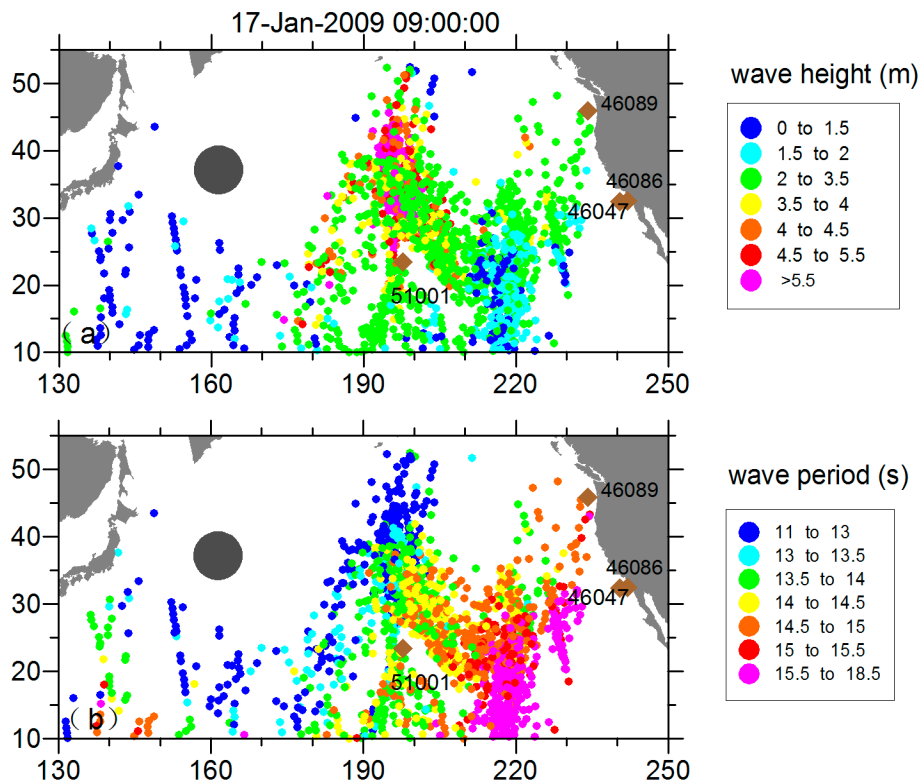 17-Jan-2009 09:00:00
wave height (m)
50
46089
0 to 1.5
1.5 to 2
40
2 to 3.5
46086
3.5 to 4
30
46047
4 to 4.5
4.5 to 5.5
20
51001
>5.5
(a)
10
130 160 190 220 250
wave period (s)
50
46089
11 to 13
13 to 13.5
40
13.5 to 14
46086
14 to 14.5
30
46047
14.5 to 15
15 to 15.5
20
51001
15.5 to 18.5
(b)
10
130 160 190 220 250